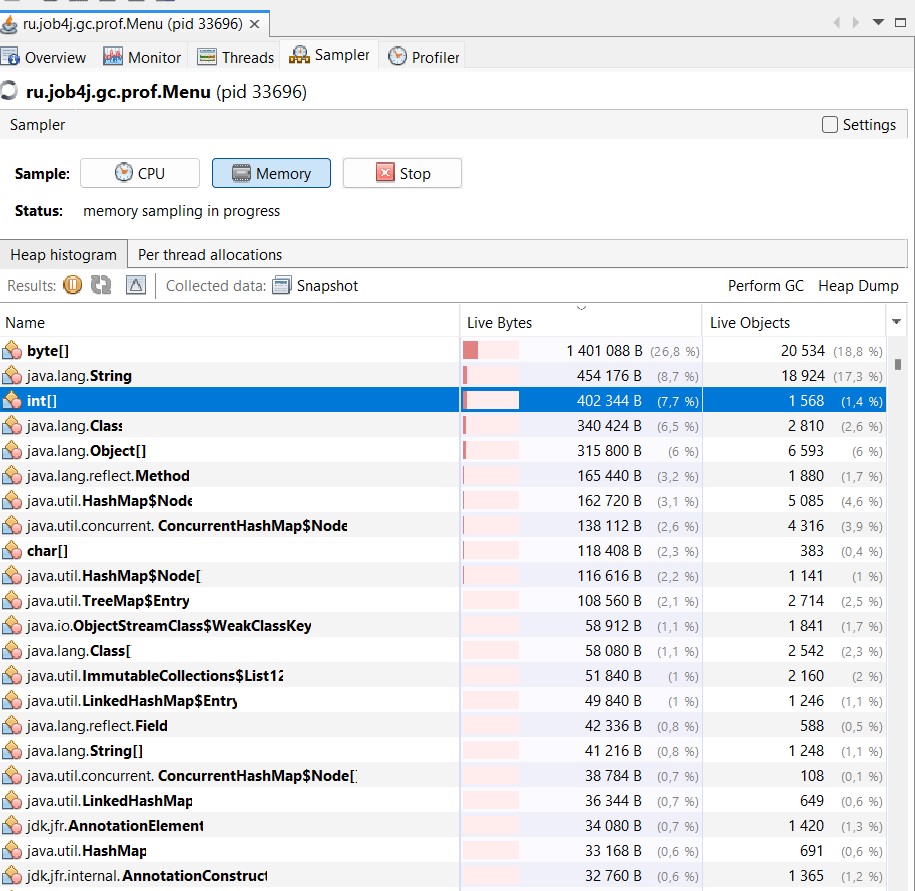 ru.job4j.gc.prof.Menu (pid 33696)
Overview Monitor Threads Sampler Profiler
ru.job4j.gc.prof.Menu (pid 33696)
Sampler Settings
Sample: CPU Memory Stop
Status: memory sampling in progress
Heap histogram Per thread allocations
Results: Collected data: Snapshot Perform GC Heap Dump
Name Live Bytes Live Objects
byte[] 1 401 088 B (26,8 %) 20 534 (18,8 %)
java.lang.String 454 176 B (8,7 %) 18 924 (17,3 %)
int[] 402 344 B (7,7 %) 1 568 (1,4 %)
java.lang.Class 340 424 B (6,5 %) 2 810 (2,6 %)
java.lang.Object[] 315 800 B (6 %) 6 593 (6 %)
java.lang.reflect.Method 165 440 B (3,2 %) 1 880 (1,7 %)
java.util.HashMap$Node 162 720 B (3,1 %) 5 085 (4,6 %)
java.util.concurrent. ConcurrentHashMap$Node 138 112 B (2,6 %) 4 316 (3,9 %)
char[] 118 408 B (2,3 %) 383 (0,4 %)
java.util.HashMap$Node[ 116 616 B (2,2 %) 1 141 (1 %)
java.util.TreeMap$Entry 108 560 B (2,1 %) 2 714 (2,5 %)
java.io.ObjectStreamClass$WeakClassKey 58 912 B (1,1 %) 1 841 (1,7 %)
java.lang.Class[ 58 080 B (1,1 %) 2 542 (2,3 %)
java.util.ImmutableCollections$List12 51 840 B (1 %) 2 160 (2 %)
java.util.LinkedHashMap$Entry 49 840 B (1 %) 1 246 (1,1 %)
java.lang.reflect.Field 42 336 B (0,8 %) 588 (0,5 %)
java.lang.String[] 41 216 B (0,8 %) 1 248 (1,1 %)
java.util.concurrent. ConcurrentHashMap$Node[] 38 784 B (0,7 %) 108 (0,1 %)
java.util.LinkedHashMap 36 344 B (0,7 %) 649 (0,6 %)
jdk.jfr.AnnotationElement 34 080 B (0,7 %) 1 420 (1,3 %)
java.util.HashMap 33 168 B (0,6 %) 691 (0,6 %)
jdk.jfr.internal.AnnotationConstruct 32 760 B (0,6 %) 1 365 (1,2 %)